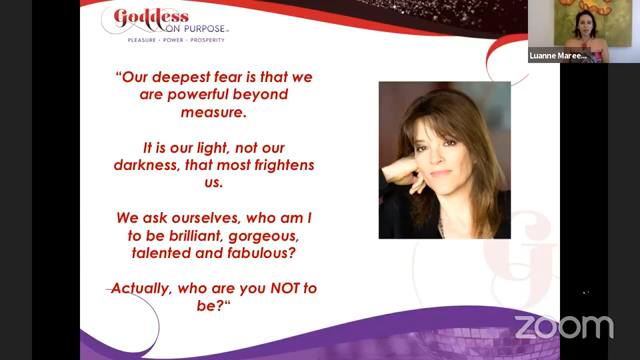 Goddess
ON PURPOSE™
PLEASURE • POWER • PROSPERITY
Luanne Maree...
“Our deepest fear is that we
are powerful beyond
measure.
It is our light, not our
darkness, that most frightens
us.
We ask ourselves, who am I
to be brilliant, gorgeous,
talented and fabulous?
Actually, who are you NOT to
be?“
zoom